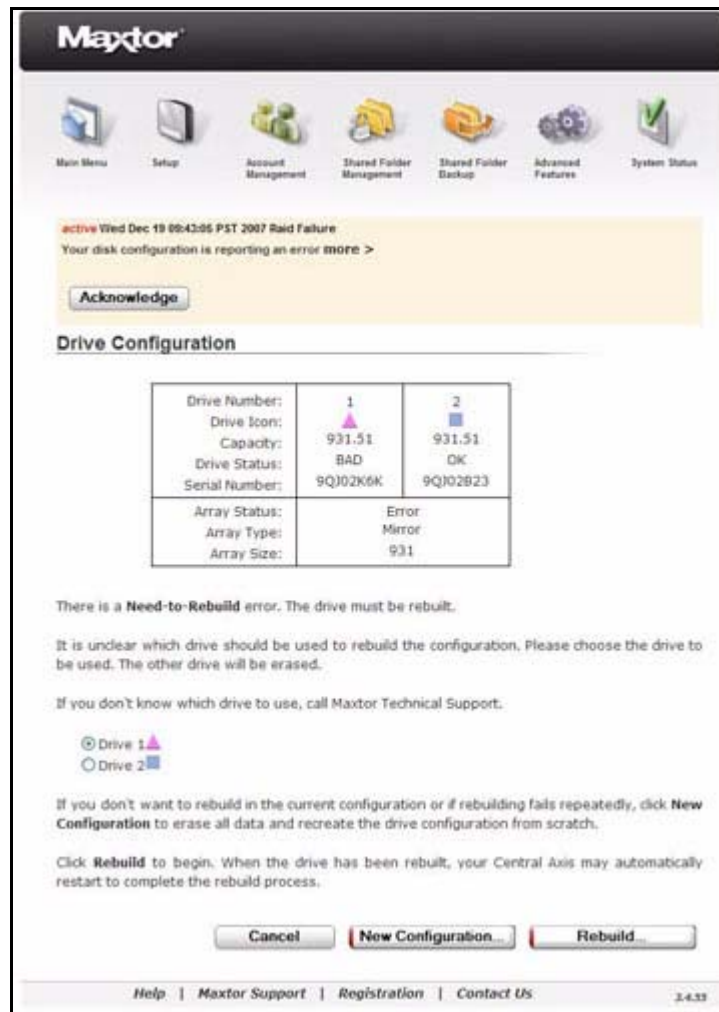 Maxtor
Main Menu
Setup
Account Management
Shared Folder Management
Shared Folder Backup
Advanced Features
System Status
active Wed Dec 19 09:43:05 PST 2007 Raid Failure
Your disk configuration is reporting an error more >
Acknowledge
Drive Configuration
Drive Number: 1 2
Drive Icon:
Capacity: 931.51 931.51
Drive Status: BAD OK
Serial Number: 9QJ02K6K 9QJ02B23
Array Status: Error
Array Type: Mirror
Array Size: 931
There is a Need-to-Rebuild error. The drive must be rebuilt.
It is unclear which drive should be used to rebuild the configuration. Please choose the drive to
be used. The other drive will be erased.
If you don't know which drive to use, call Maxtor Technical Support.
Drive 1
Drive 2
If you don't want to rebuild in the current configuration or if rebuilding fails repeatedly, click New
Configuration to erase all data and recreate the drive configuration from scratch.
Click Rebuild to begin. When the drive has been rebuilt, your Central Axis may automatically
restart to complete the rebuild process.
Cancel
New Configuration...
Rebuild...
Help | Maxtor Support | Registration | Contact Us